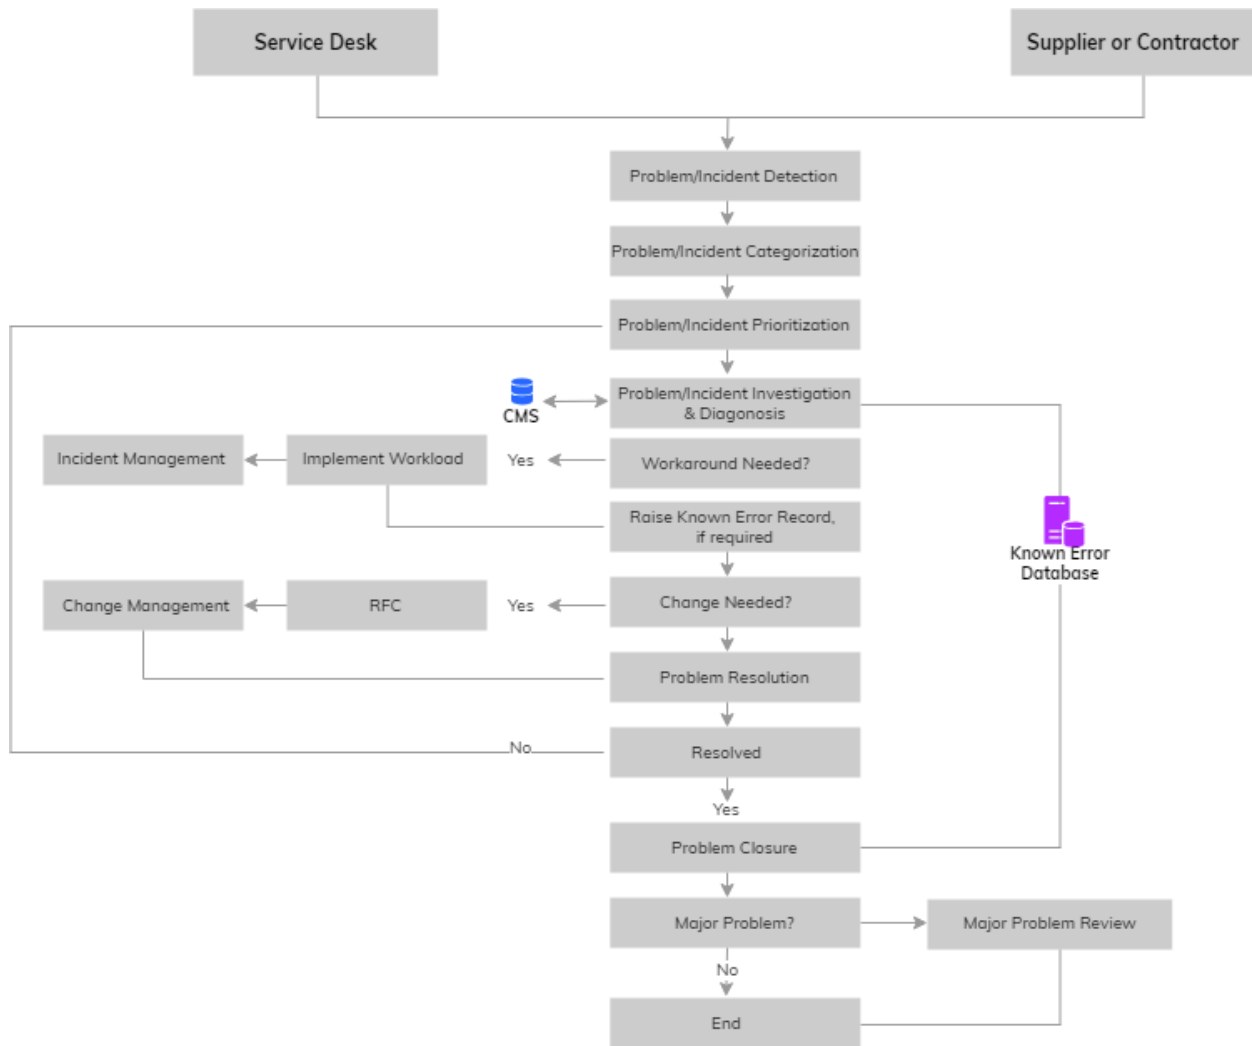 Service Desk
Supplier or Contractor
Problem/Incident Detection
Problem/Incident Categorization
Problem/Incident Prioritization
Problem/Incident Investigation
& Diagonosis
CMS
Incident Management
Implement Workload
Yes
Workaround Needed?
Raise Known Error Record,
if required
Known Error
Database
Change Management
RFC
Yes
Change Needed?
Problem Resolution
No
Resolved
Yes
Problem Closure
Major Problem?
Major Problem Review
No
End